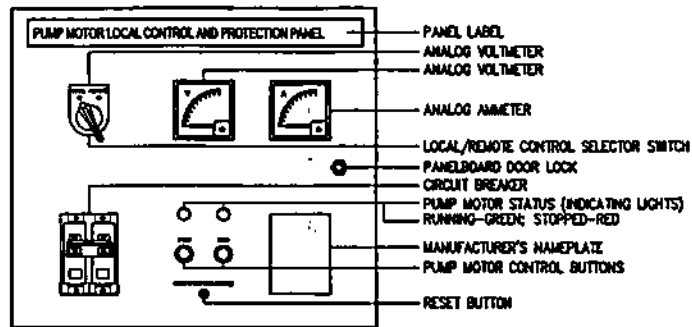 PUMP MOTOR LOCAL CONTROL AND PROTECTION PANEL
PANEL LABEL
ANALOG VOLTMETER
ANALOG VOLTMETER
V
A
ANALOG AMMETER
LOCAL/REMOTE CONTROL SELECTOR SWITCH
PANELBOARD DOOR LOCK
CIRCUIT BREAKER
PUMP MOTOR STATUS (INDICATING LIGHTS)
RUNNING-GREEN; STOPPED-RED
MANUFACTURER'S NAMEPLATE
PUMP MOTOR CONTROL BUTTONS
RESET BUTTON